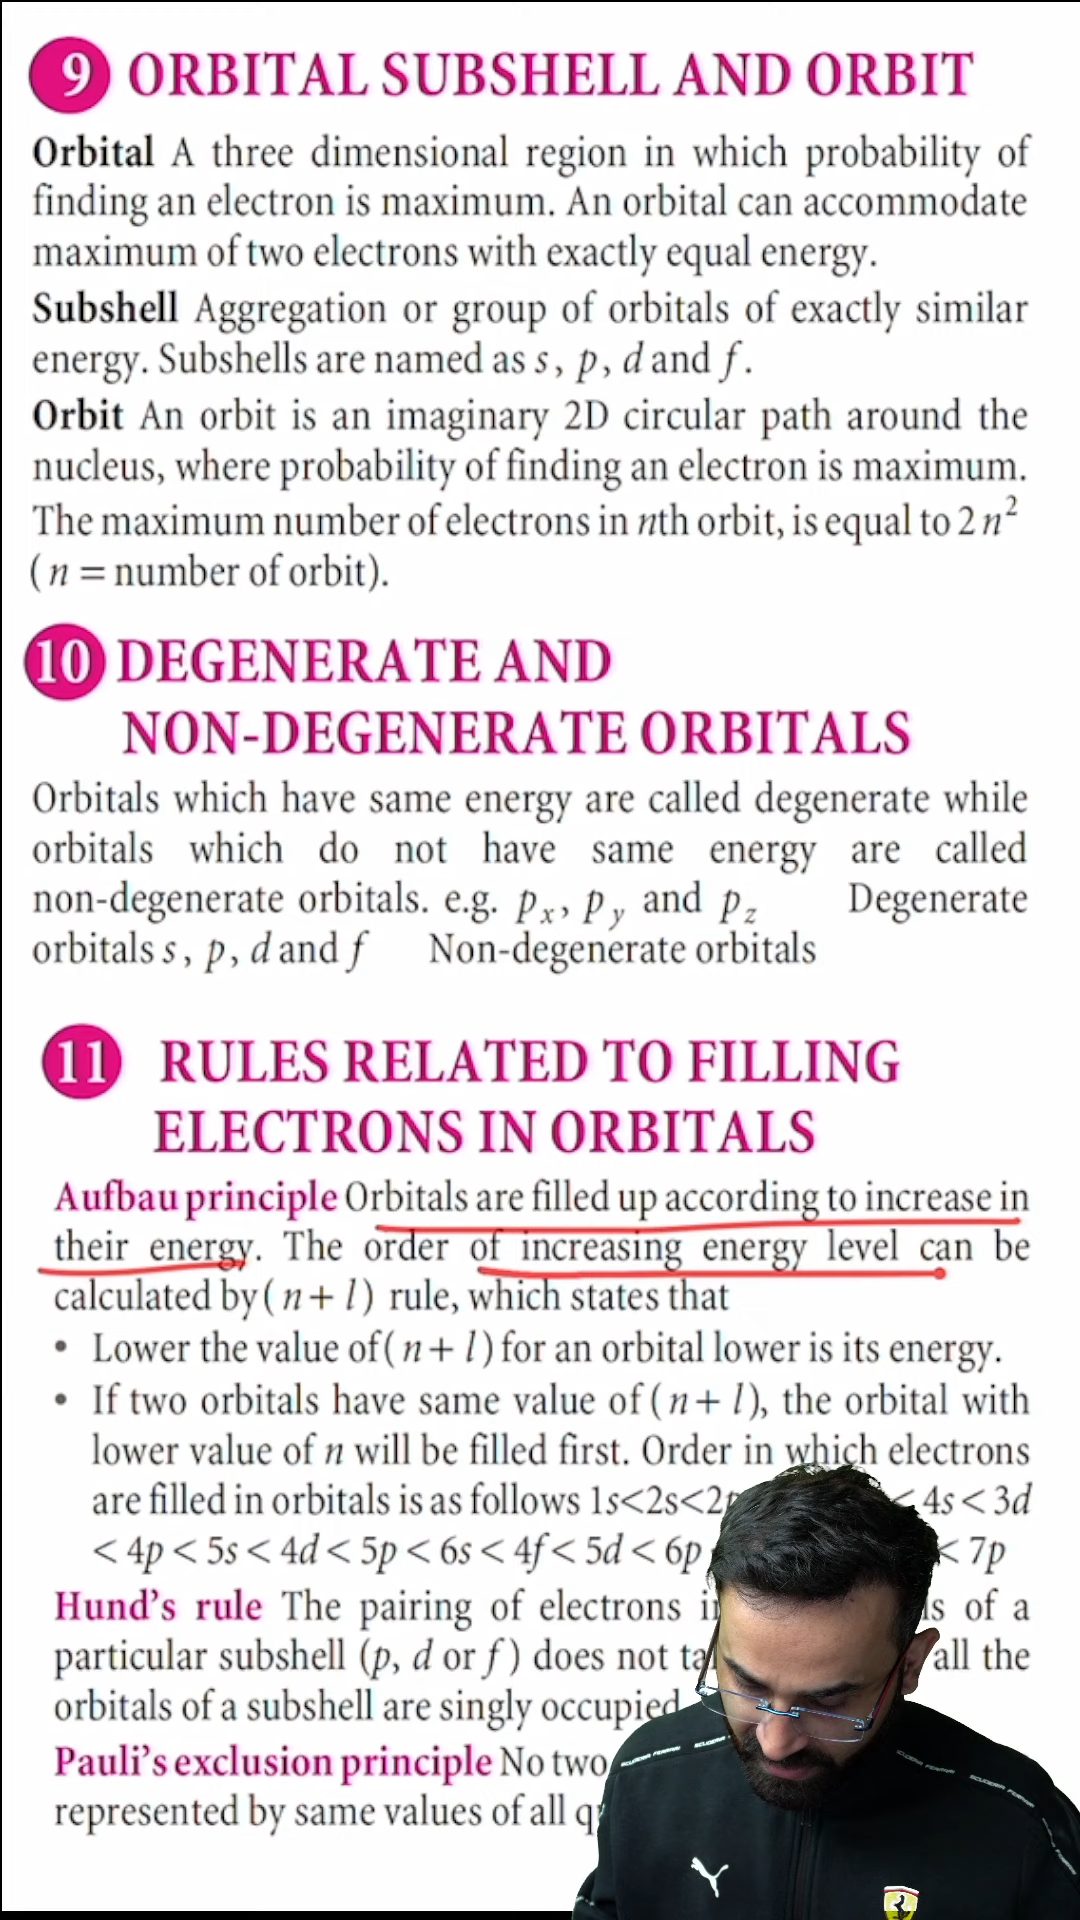 9 ORBITAL SUBSHELL AND ORBIT
Orbital A three dimensional region in which probability of
finding an electron is maximum. An orbital can accommodate
maximum of two electrons with exactly equal energy.
Subshell Aggregation or group of orbitals of exactly similar
energy. Subshells are named as s, p, d and f.
Orbit An orbit is an imaginary 2D circular path around the
nucleus, where probability of finding an electron is maximum.
The maximum number of electrons in nth orbit, is equal to 2n²
(n = number of orbit).
10 DEGENERATE AND
NON-DEGENERATE ORBITALS
Orbitals which have same energy are called degenerate while
orbitals which do not have same energy are called
non-degenerate orbitals. e.g. pₓ, p_y and p_z Degenerate
orbitals s, p, d and f Non-degenerate orbitals
11 RULES RELATED TO FILLING
ELECTRONS IN ORBITALS
Aufbau principle Orbitals are filled up according to increase in
their energy. The order of increasing energy level can be
calculated by (n + l) rule, which states that
• Lower the value of (n + l) for an orbital lower is its energy.
• If two orbitals have same value of (n + l), the orbital with
lower value of n will be filled first. Order in which electrons
are filled in orbitals is as follows 1s<2s<2p < 4s < 3d
< 4p < 5s < 4d < 5p < 6s < 4f < 5d < 6p < 7p
Hund's rule The pairing of electrons of a
particular subshell (p, d or f) does not all the
orbitals of a subshell are singly occupied
Pauli's exclusion principle No two
represented by same values of all
SCUDERIA FERRARI SCUDERIA
SCUDERIA FERRARI SCUDERIA FERRARI